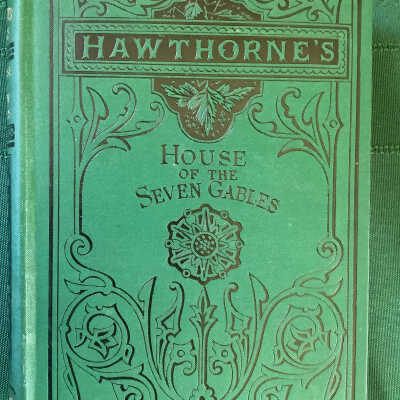 HAWTHORNE'S
HOUSE
OF THE
SEVEN GABLES